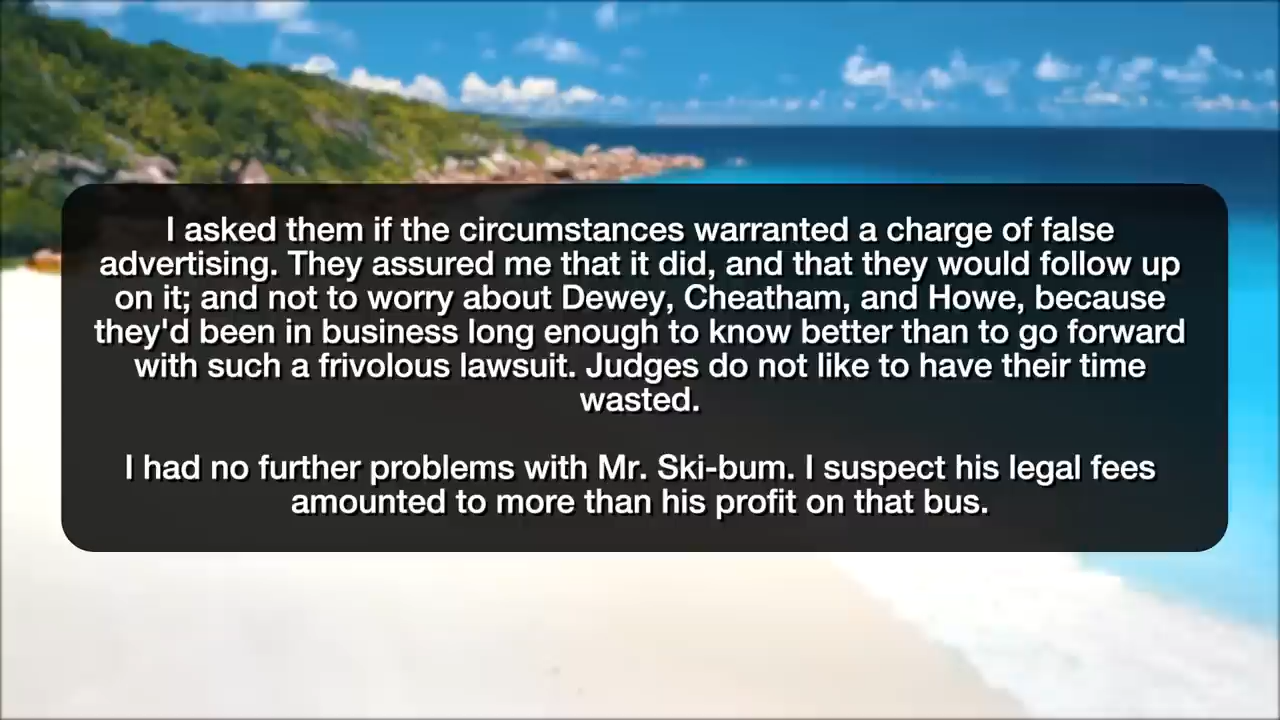 I asked them if the circumstances warranted a charge of false
advertising. They assured me that it did, and that they would follow up
on it; and not to worry about Dewey, Cheatham, and Howe, because
they'd been in business long enough to know better than to go forward
with such a frivolous lawsuit. Judges do not like to have their time
wasted.
I had no further problems with Mr. Ski-bum. I suspect his legal fees
amounted to more than his profit on that bus.